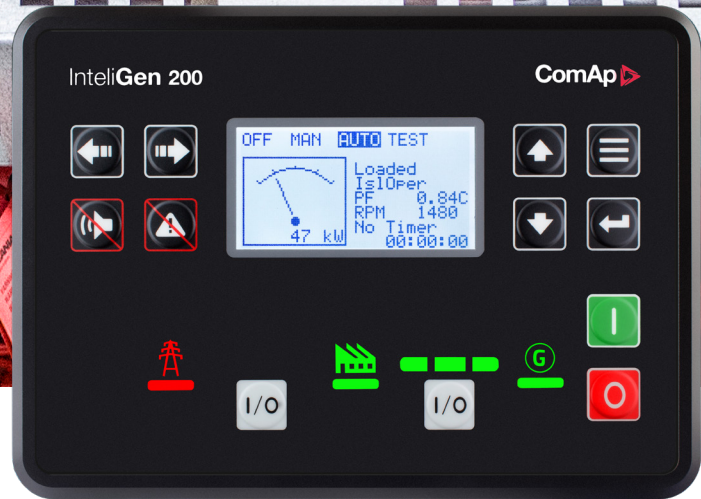 InteliGen 200
ComAp
OFF MAN AUTO TEST
Loaded
IslOper
PF 0.84C
RPM 1480
No Timer
00:00:00
47 kW
G
I/O
I/O
I
O